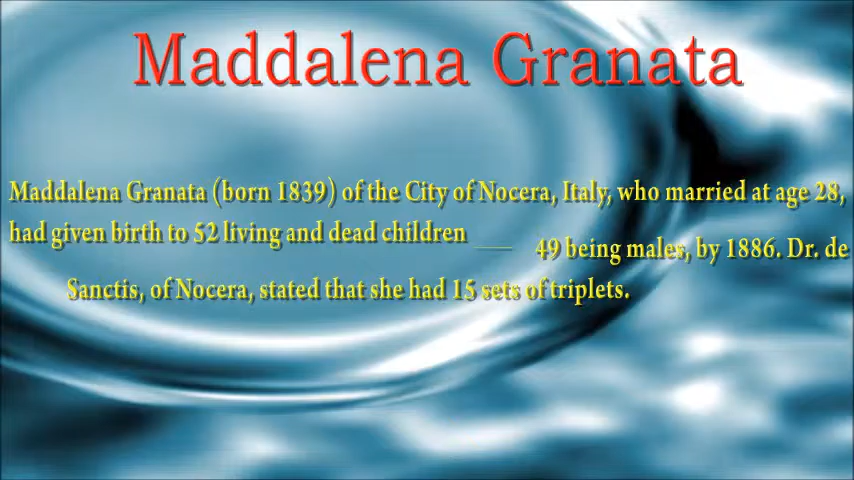 Maddalena Granata
Maddalena Granata (born 1839) of the City of Nocera, Italy, who married at age 28,
had given birth to 52 living and dead children — 49 being males, by 1886. Dr. de
Sanctis, of Nocera, stated that she had 15 sets of triplets.